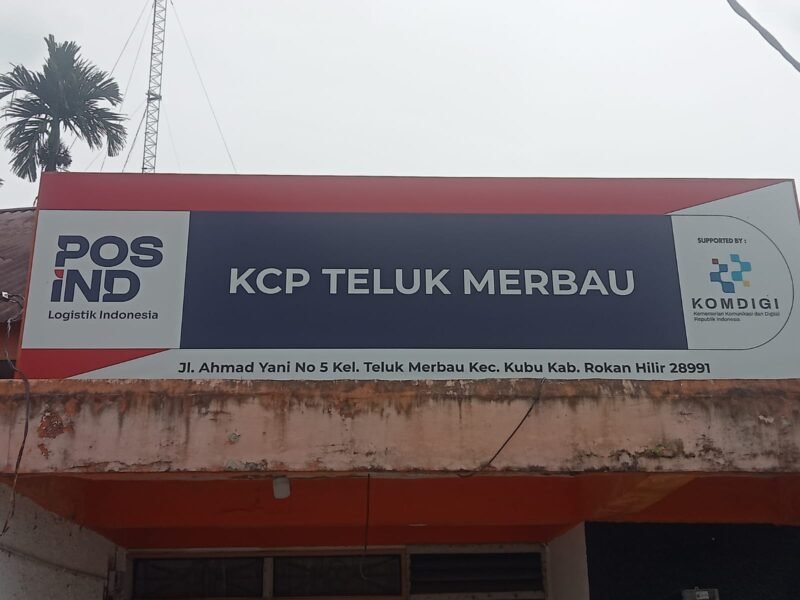 POS
IND
Logistik Indonesia
KCP TELUK MERBAU
SUPPORTED BY :
KOMDIGI
Kementerian Komunikasi dan Digital
Republik Indonesia
Jl. Ahmad Yani No 5 Kel. Teluk Merbau Kec. Kubu Kab. Rokan Hilir 28991